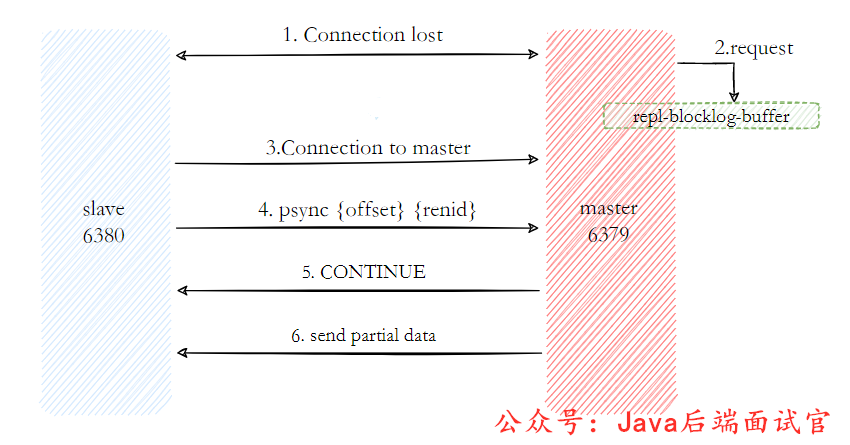 1. Connection lost
2.request
repl-blocklog-buffer
3.Connection to master
slave
6380
4. psync {offset} {renid}
master
6379
5. CONTINUE
6. send partial data
公众号：Java后端面试官